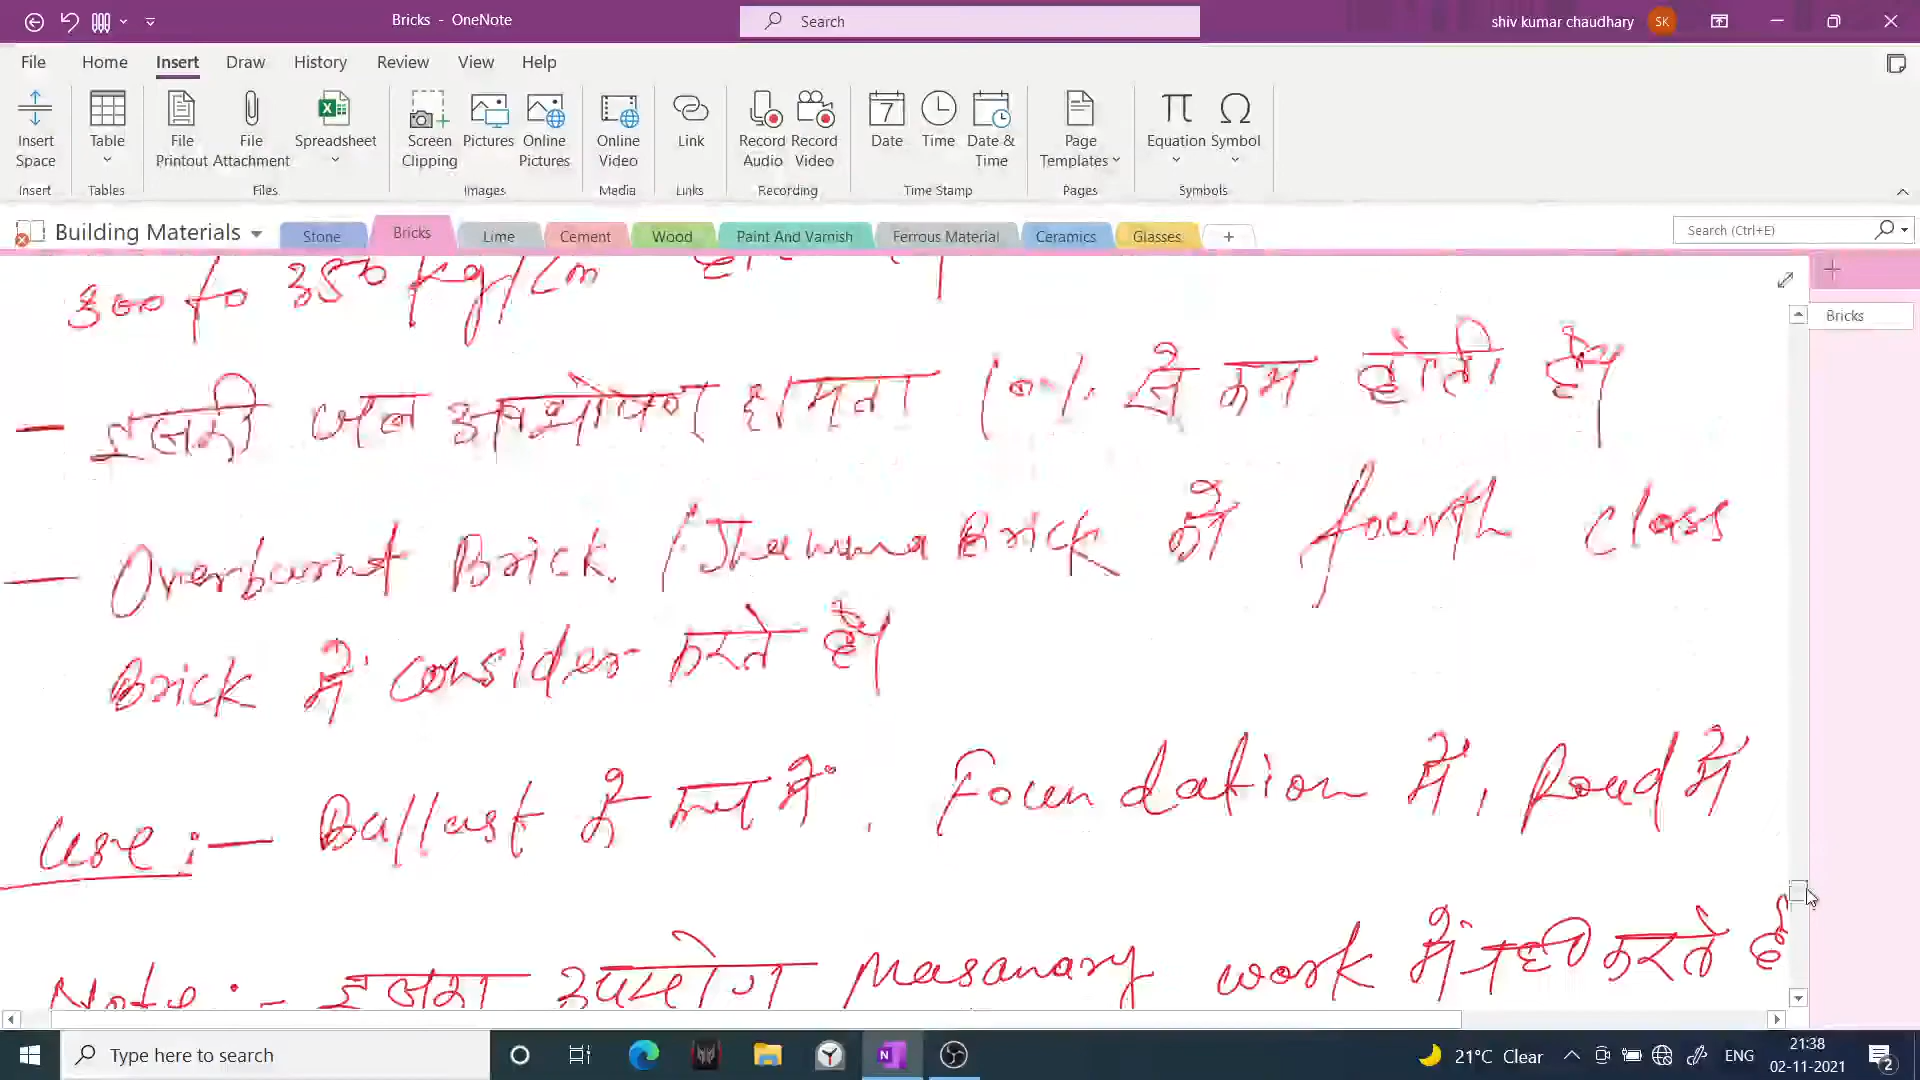 Bricks - OneNote
Search
shiv kumar chaudhary SK
File Home Insert Draw History Review View Help
Insert Space Table File Printout File Attachment Spreadsheet Screen Clipping Pictures Online Pictures Online Video Link Record Audio Record Video Date Time Date & Time Page Templates Equation Symbol
Insert Tables Files Images Media Links Recording Time Stamp Pages Symbols
Building Materials Stone Bricks Lime Cement Wood Paint And Varnish Ferrous Material Ceramics Glasses + Search (Ctrl+E)
Bricks
300 to 350 kg/cm
- इसकी जल अवशोषण क्षमता 10% से कम होती है।
- Overburnt Brick / Jhamma Brick को fourth class
Brick में consider करते है।
Use :- Ballast के रूप में, Foundation में, Road में
Note :- इसका उपयोग Masanary work में नही करते है
Type here to search
21°C Clear ENG 21:38 02-11-2021 2